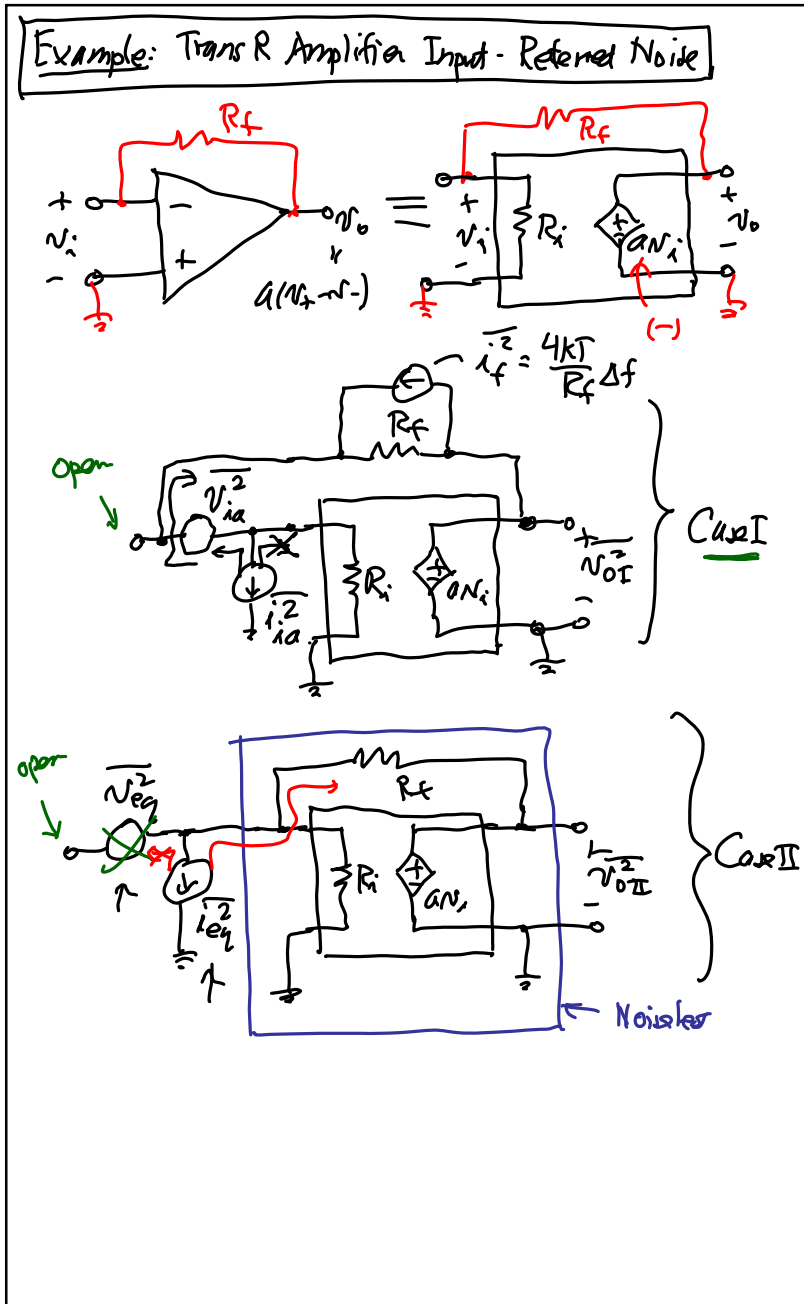 Example: Trans R Amplifier Input-Referred Noise
Rf
Rf
+
vi
-
-
+
vo
a(v+-v-)
≡
+
vi
-
Ri
avi
+
vo
-
(-)
if² = 4kT/Rf Δf
Rf
open
via²
iia²
Ri
avi
+
voI²
-
Case I
open
veq²
ieq²
Rf
Ri
avi
voII²
-
Case II
Noiseless